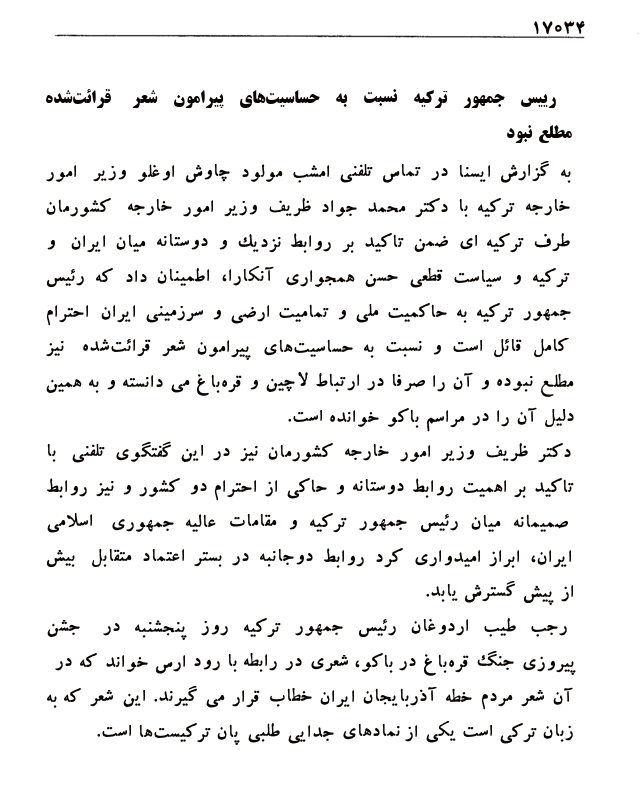 ۱۷۰۳۴
رییس جمهور ترکیه نسبت به حساسیت‌های پیرامون شعر قرائت‌شده
مطلع نبود
به گزارش ایسنا در تماس تلفنی امشب مولود چاوش اوغلو وزیر امور
خارجه ترکیه با دکتر محمد جواد ظریف وزیر امور خارجه کشورمان
طرف ترکیه ای ضمن تاکید بر روابط نزدیک و دوستانه میان ایران و
ترکیه و سیاست قطعی حسن همجواری آنکارا، اطمینان داد که رئیس
جمهور ترکیه به حاکمیت ملی و تمامیت ارضی و سرزمینی ایران احترام
کامل قائل است و نسبت به حساسیت‌های پیرامون شعر قرائت‌شده نیز
مطلع نبوده و آن را صرفا در ارتباط لاچین و قره‌باغ می دانسته و به همین
دلیل آن را در مراسم باکو خوانده است.
دکتر ظریف وزیر امور خارجه کشورمان نیز در این گفتگوی تلفنی با
تاکید بر اهمیت روابط دوستانه و حاکی از احترام دو کشور و نیز روابط
صمیمانه میان رئیس جمهور ترکیه و مقامات عالیه جمهوری اسلامی
ایران، ابراز امیدواری کرد روابط دوجانبه در بستر اعتماد متقابل بیش
از پیش گسترش یابد.
رجب طیب اردوغان رئیس جمهور ترکیه روز پنجشنبه در جشن
پیروزی جنگ قره‌باغ در باکو، شعری در رابطه با رود ارس خواند که در
آن شعر مردم خطه آذربایجان ایران خطاب قرار می گیرند. این شعر که به
زبان ترکی است یکی از نمادهای جدایی طلبی پان ترکیست‌ها است.